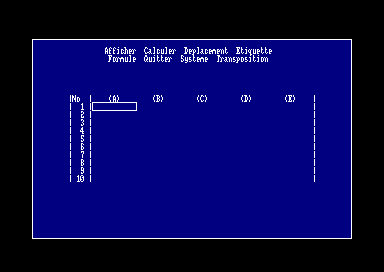 Afficher Calculer Deplacement Etiquette
Formule Quitter Systeme Transposition
|No | (A) (B) (C) (D) (E) |
| 1 | |
| 2 | |
| 3 | |
| 4 | |
| 5 | |
| 6 | |
| 7 | |
| 8 | |
| 9 | |
| 10 | |